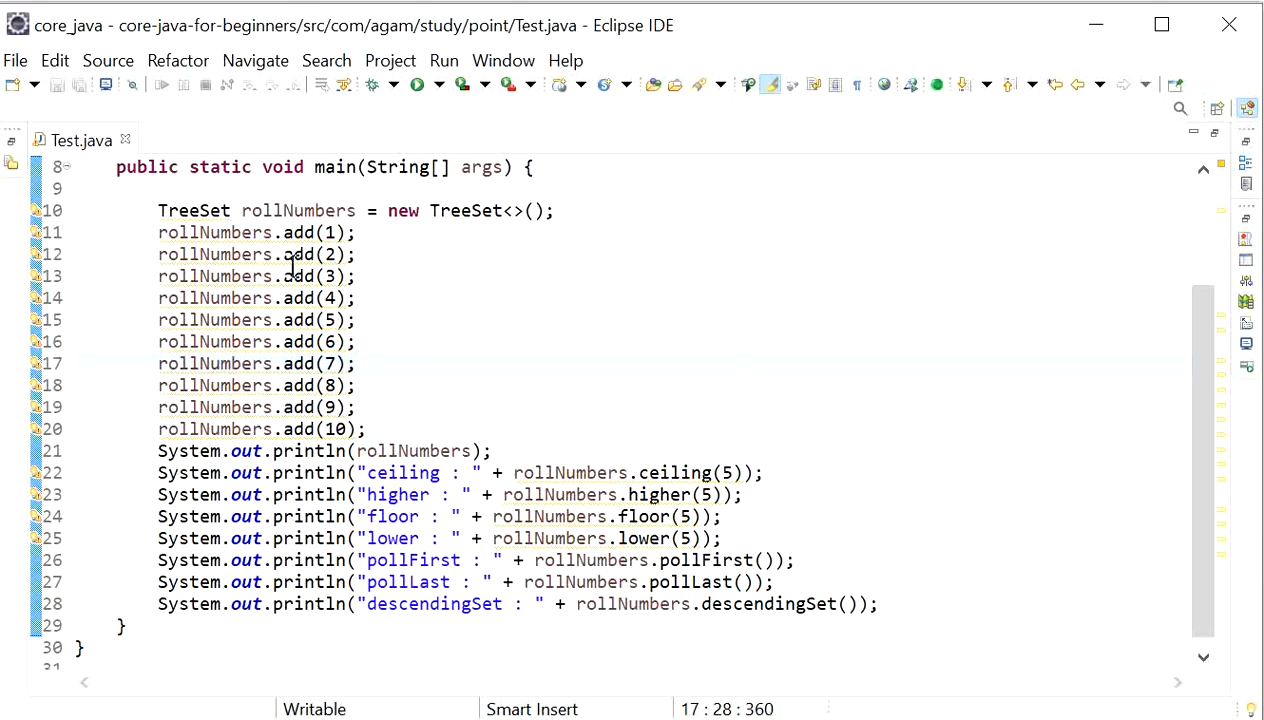 core_java - core-java-for-beginners/src/com/agam/study/point/Test.java - Eclipse IDE
File Edit Source Refactor Navigate Search Project Run Window Help
Test.java
8 public static void main(String[] args) {
9
10 TreeSet rollNumbers = new TreeSet<>();
11 rollNumbers.add(1);
12 rollNumbers.add(2);
13 rollNumbers.add(3);
14 rollNumbers.add(4);
15 rollNumbers.add(5);
16 rollNumbers.add(6);
17 rollNumbers.add(7);
18 rollNumbers.add(8);
19 rollNumbers.add(9);
20 rollNumbers.add(10);
21 System.out.println(rollNumbers);
22 System.out.println("ceiling : " + rollNumbers.ceiling(5));
23 System.out.println("higher : " + rollNumbers.higher(5));
24 System.out.println("floor : " + rollNumbers.floor(5));
25 System.out.println("lower : " + rollNumbers.lower(5));
26 System.out.println("pollFirst : " + rollNumbers.pollFirst());
27 System.out.println("pollLast : " + rollNumbers.pollLast());
28 System.out.println("descendingSet : " + rollNumbers.descendingSet());
29 }
30 }
31
Writable Smart Insert 17 : 28 : 360